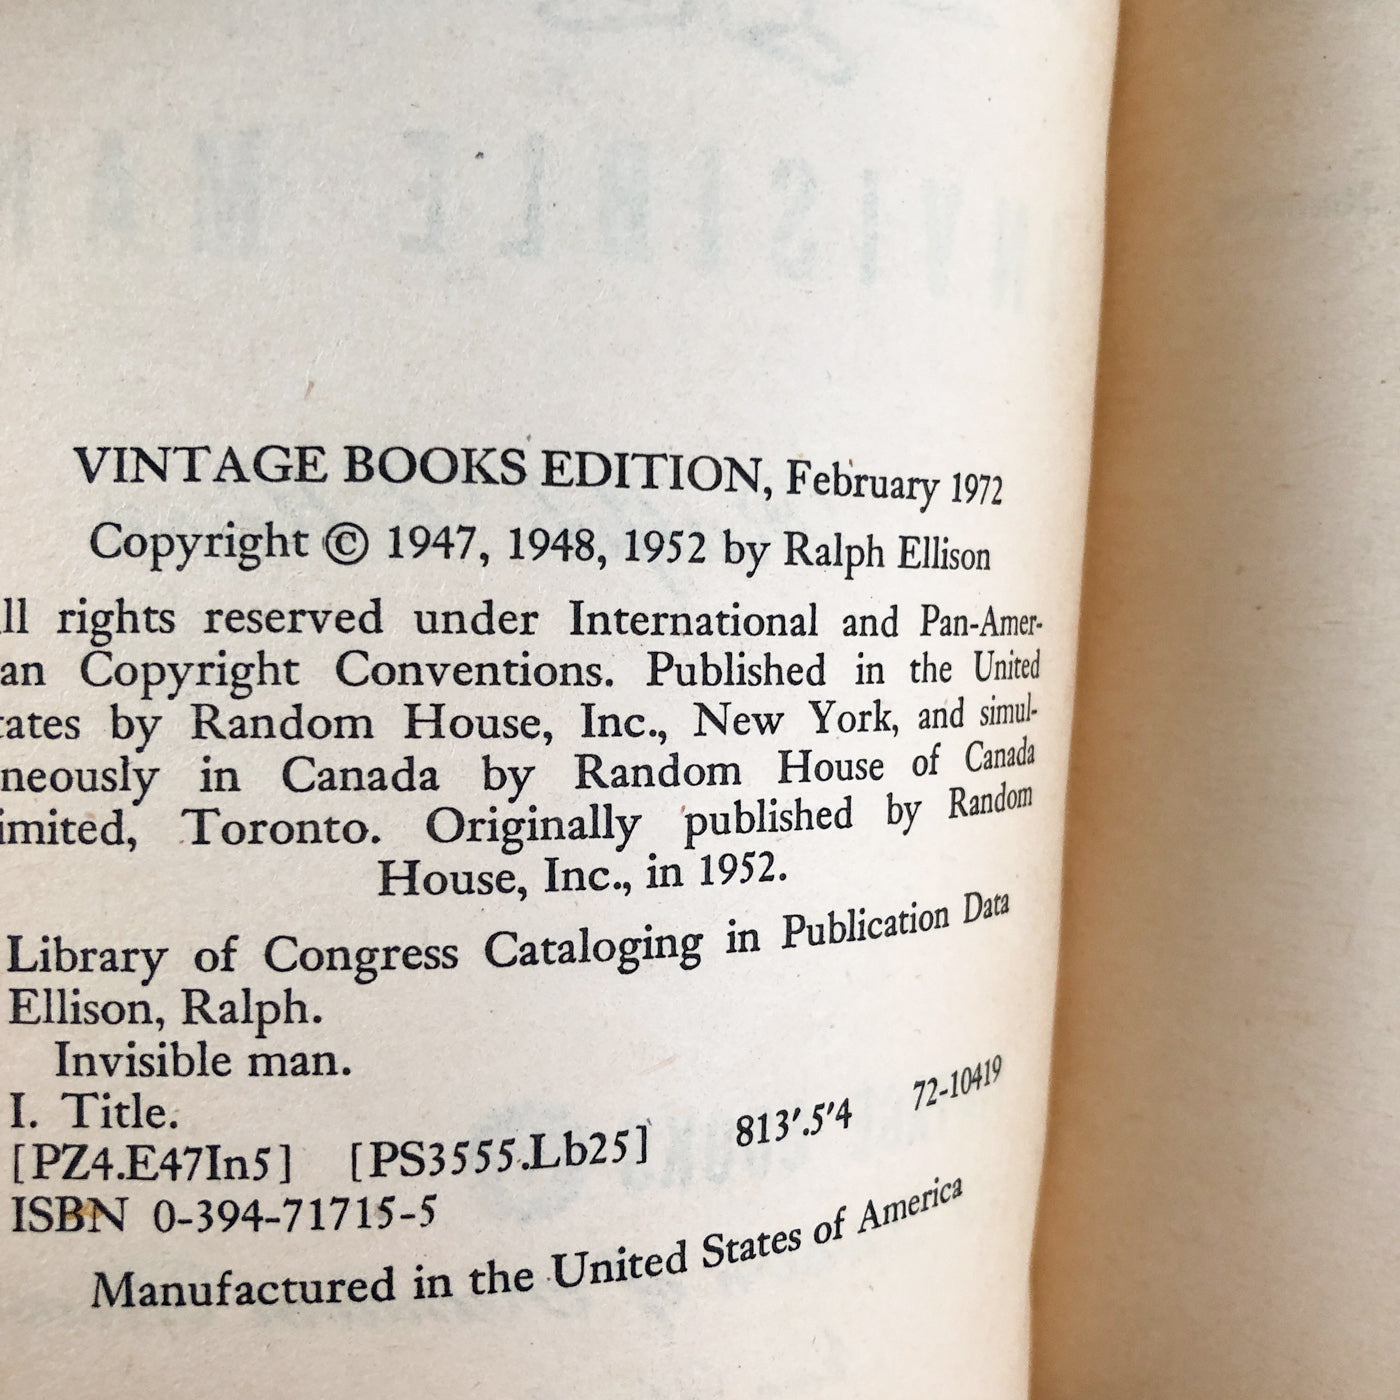 VINTAGE BOOKS EDITION, February 1972
Copyright © 1947, 1948, 1952 by Ralph Ellison
ll rights reserved under International and Pan-Amer-
an Copyright Conventions. Published in the United
tates by Random House, Inc., New York, and simul-
neously in Canada by Random House of Canada
imited, Toronto. Originally published by Random
House, Inc., in 1952.
Library of Congress Cataloging in Publication Data
Ellison, Ralph.
Invisible man.
I. Title.
[PZ4.E47In5] [PS3555.Lb25] 813'.5'4 72-10419
ISBN 0-394-71715-5
Manufactured in the United States of America